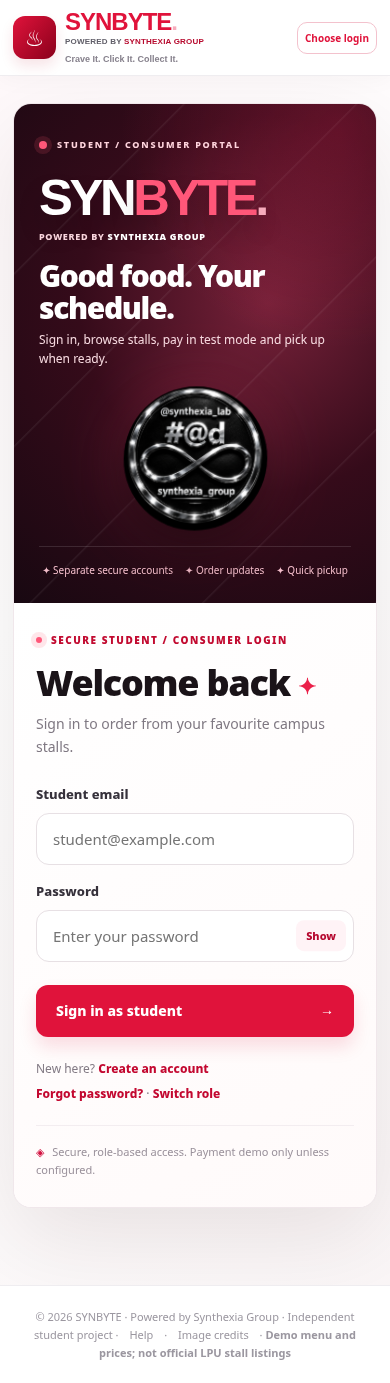 SYNBYTE.
POWERED BY SYNTHEXIA GROUP
Crave It. Click It. Collect It.
Choose login
STUDENT / CONSUMER PORTAL
SYNBYTE.
POWERED BY SYNTHEXIA GROUP
Good food. Your
schedule.
Sign in, browse stalls, pay in test mode and pick up
when ready.
@synthexia_lab
#@d
synthexia_group
✦ Separate secure accounts ✦ Order updates ✦ Quick pickup
SECURE STUDENT / CONSUMER LOGIN
Welcome back ✦
Sign in to order from your favourite campus
stalls.
Student email
student@example.com
Password
Enter your password
Show
Sign in as student →
New here? Create an account
Forgot password? · Switch role
◈ Secure, role-based access. Payment demo only unless
configured.
© 2026 SYNBYTE · Powered by Synthexia Group · Independent
student project · Help · Image credits · Demo menu and
prices; not official LPU stall listings